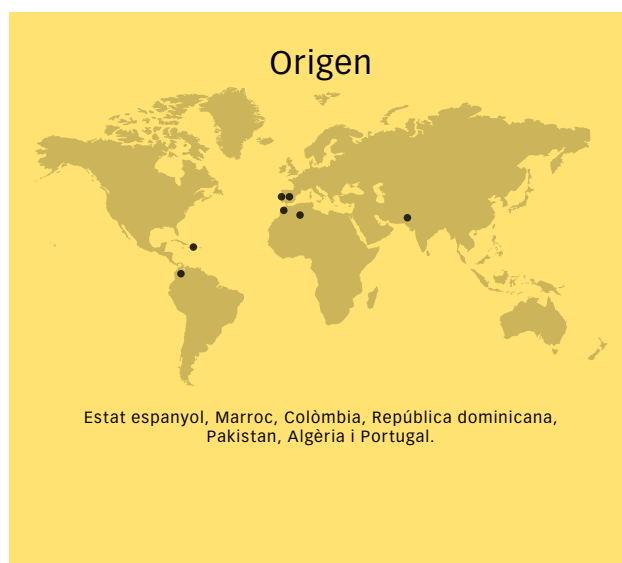 Origen
Estat espanyol, Marroc, Colòmbia, República dominicana,
Pakistan, Algèria i Portugal.